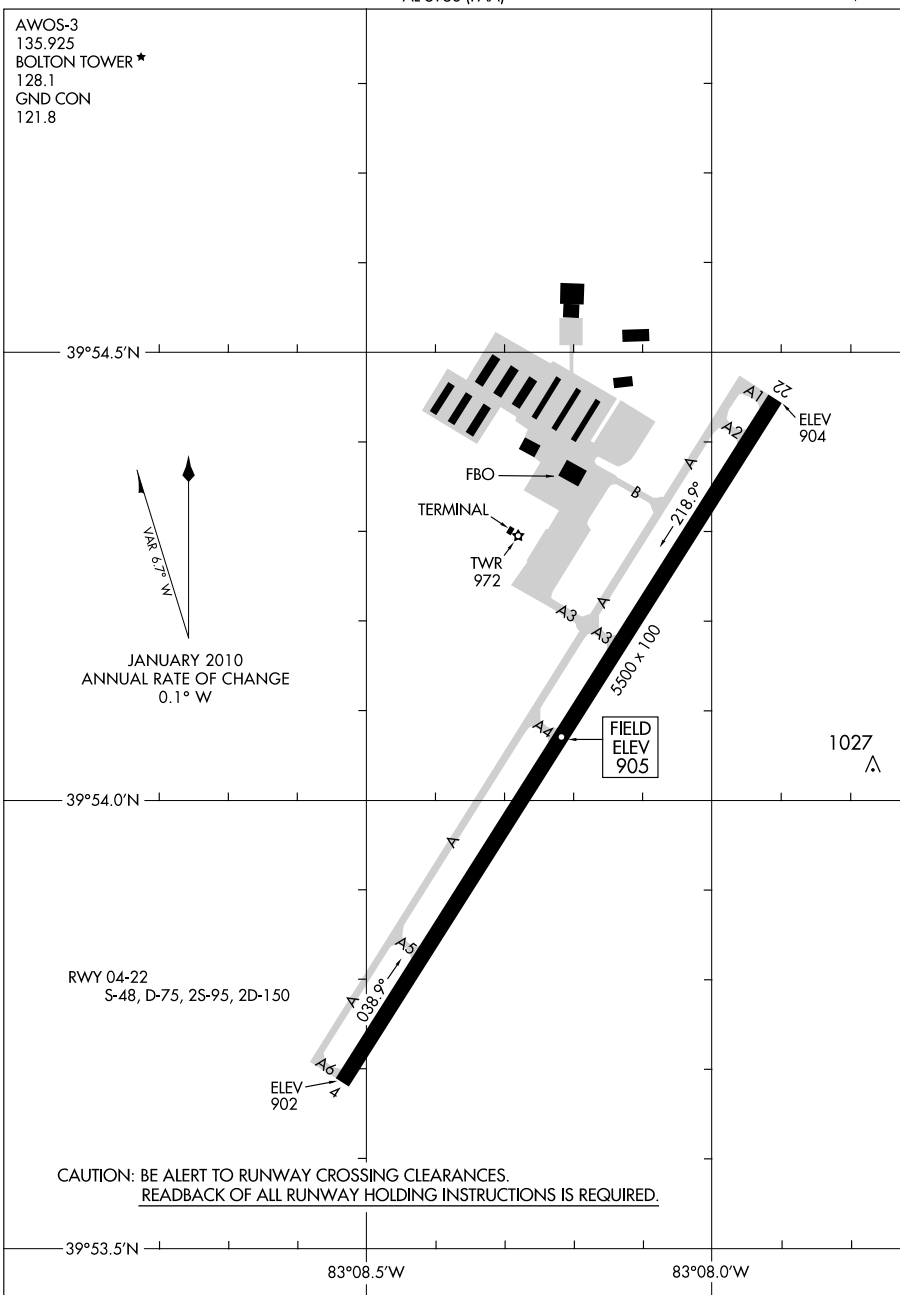 AWOS-3
135.925
BOLTON TOWER★
128.1
GND CON
121.8
39°54.5'N
22
A1
ELEV
904
A2
A
FBO
B
218.9°
TERMINAL
TWR
972
VAR 6.7° W
A
A3
A3
5500 x 100
JANUARY 2010
ANNUAL RATE OF CHANGE
0.1° W
A4
FIELD
ELEV
905
1027
39°54.0'N
A
A5
RWY 04-22
S-48, D-75, 2S-95, 2D-150
038.9°
A
A6
ELEV
902
4
CAUTION: BE ALERT TO RUNWAY CROSSING CLEARANCES.
READBACK OF ALL RUNWAY HOLDING INSTRUCTIONS IS REQUIRED.
39°53.5'N
83°08.5'W
83°08.0'W